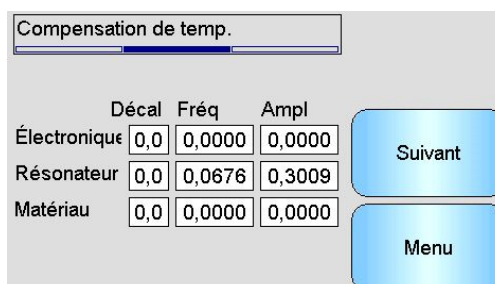 Compensation de temp.
Décal Fréq Ampl
Électronique 0,0 0,0000 0,0000
Résonateur 0,0 0,0676 0,3009
Matériau 0,0 0,0000 0,0000
Suivant
Menu